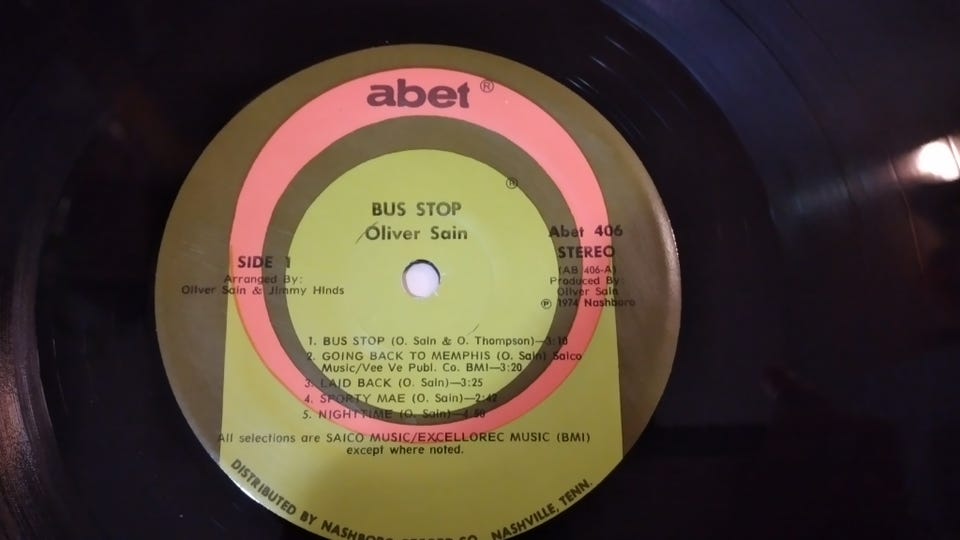 abet®
®
BUS STOP
Oliver Sain
Abet 406
STEREO
(AB 406-A)
Produced By:
Oliver Sain
℗ 1974 Nashboro
SIDE 1
Arranged By:
Oliver Sain & Jimmy Hinds
1. BUS STOP (O. Sain & O. Thompson)—3:10
2. GOING BACK TO MEMPHIS (O. Sain) Saico
Music/Vee Ve Publ. Co. BMI—3:20
3. LAID BACK (O. Sain)—3:25
4. SPORTY MAE (O. Sain)—2:42
5. NIGHTTIME (O. Sain)—4:50
All selections are SAICO MUSIC/EXCELLOREC MUSIC (BMI)
except where noted.
DISTRIBUTED BY NASHBORO RECORD CO., NASHVILLE, TENN.